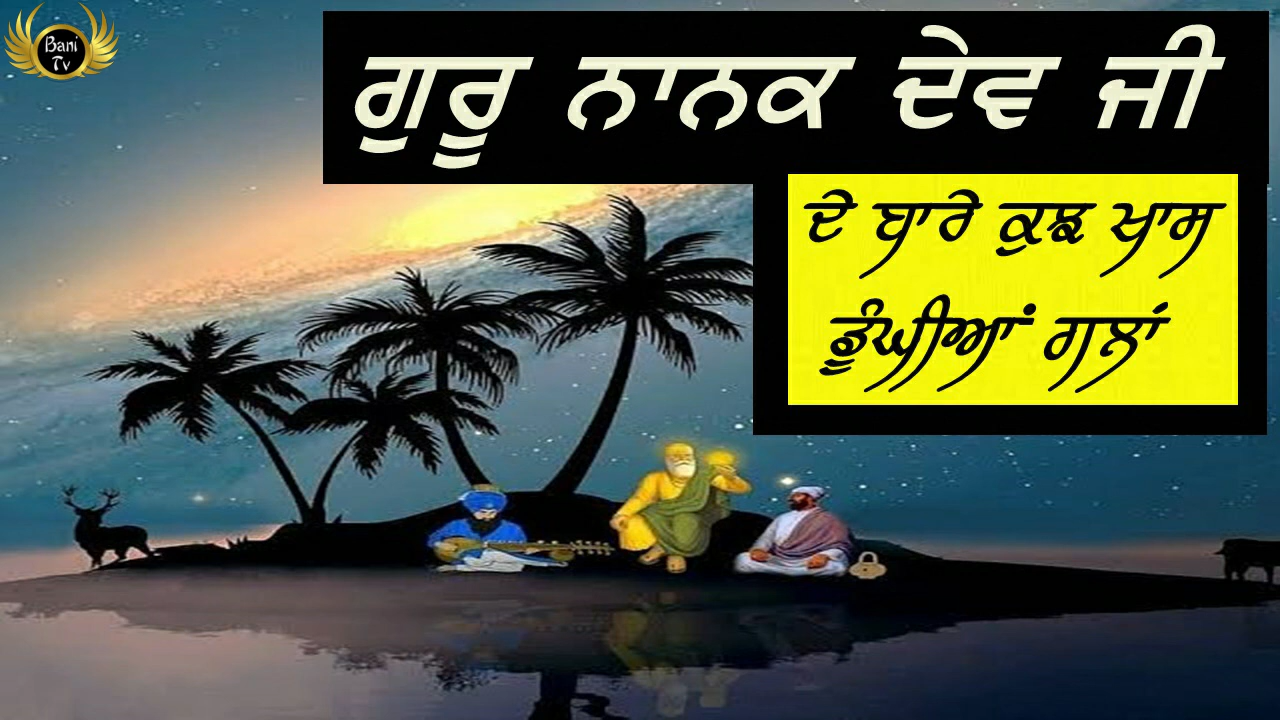 Bani
Tv
ਗੁਰੂ ਨਾਨਕ ਦੇਵ ਜੀ
ਦੇ ਬਾਰੇ ਕੁਝ ਖਾਸ
ਡੂੰਘੀਆਂ ਗਲਾਂ